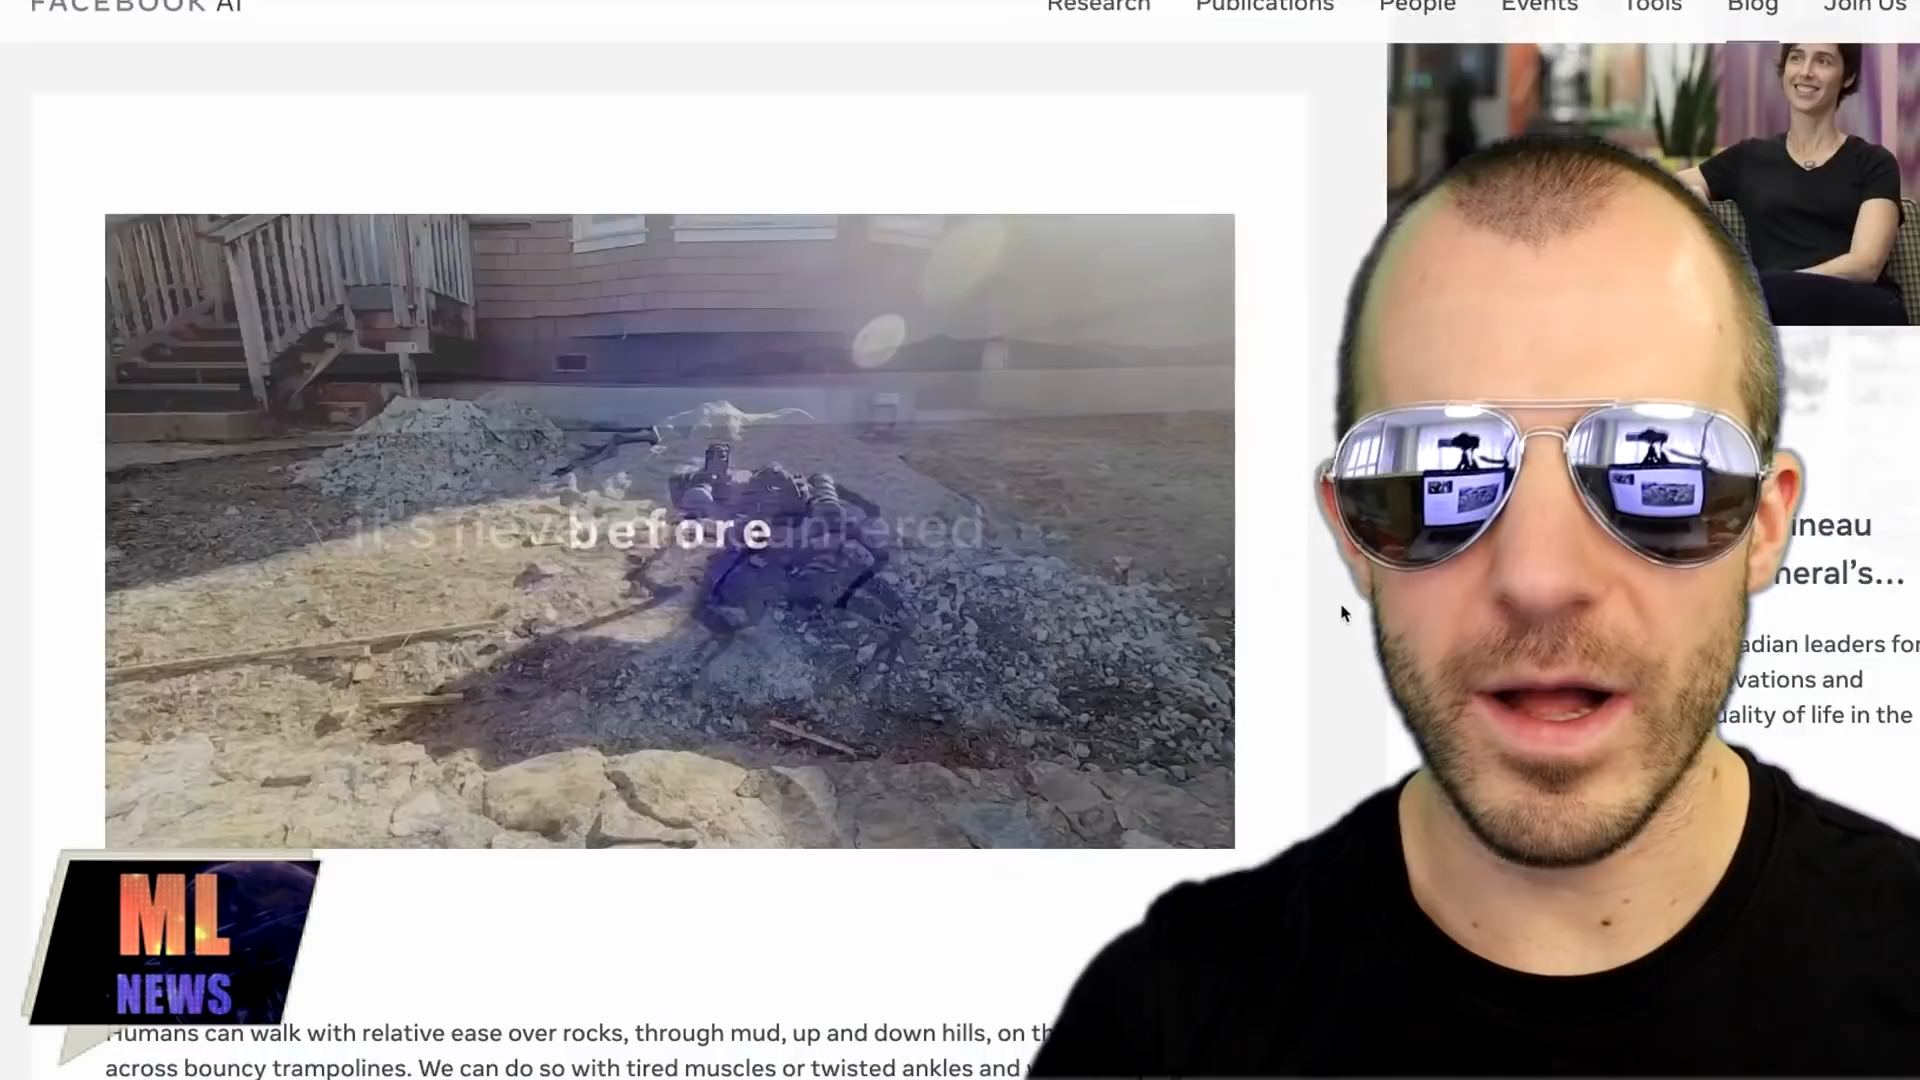 FACEBOOK AI
Research Publications People Events Tools Blog Join Us
it's never before
ineau
neral's...
adian leaders for
vations and
uality of life in the
ML
NEWS
Humans can walk with relative ease over rocks, through mud, up and down hills, on th
across bouncy trampolines. We can do so with tired muscles or twisted ankles and